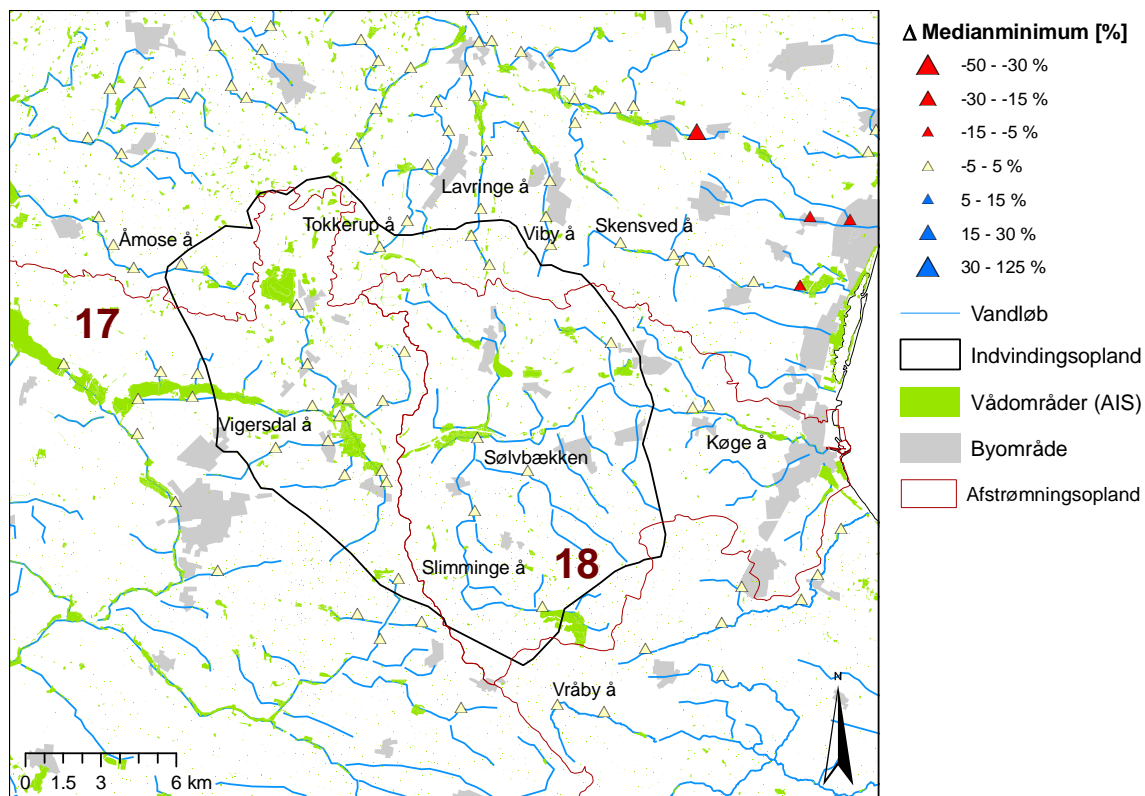 Lavringe å
Tokkerup å
Viby å
Skensved å
Åmose å
17
Vigersdal å
Køge å
Sølvbækken
Slimminge å
18
Vråby å
N
0 1.5 3 6 km
Δ Medianminimum [%]
-50 - -30 %
-30 - -15 %
-15 - -5 %
-5 - 5 %
5 - 15 %
15 - 30 %
30 - 125 %
Vandløb
Indvindingsopland
Vådområder (AIS)
Byområde
Afstrømningsopland